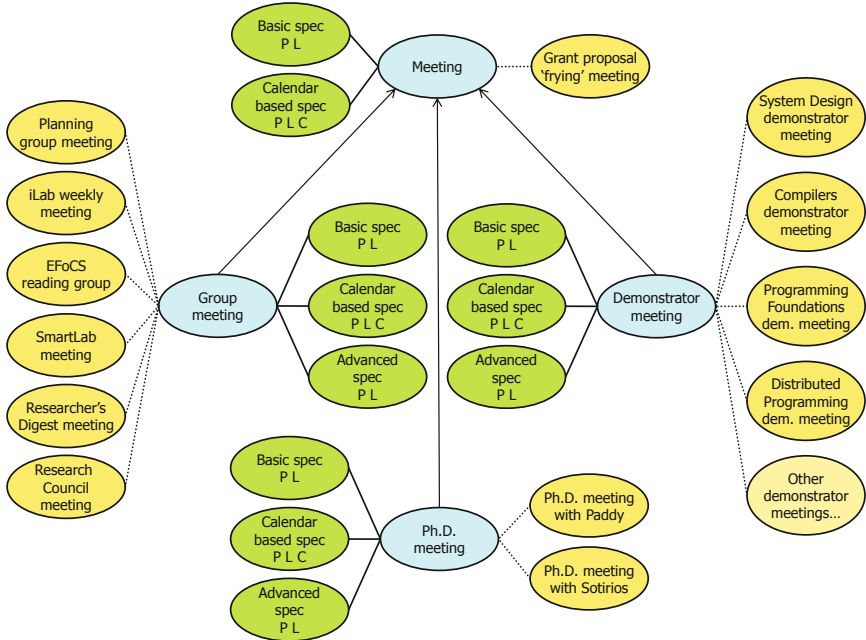 Basic spec
P L
Calendar
based spec
P L C
Meeting
Grant proposal
‘frying’ meeting
Planning
group meeting
iLab weekly
meeting
EFoCS
reading group
SmartLab
meeting
Researcher’s
Digest meeting
Research
Council
meeting
Group
meeting
Basic spec
P L
Calendar
based spec
P L C
Advanced
spec
P L
Basic spec
P L
Calendar
based spec
P L C
Advanced
spec
P L
Demonstrator
meeting
System Design
demonstrator
meeting
Compilers
demonstrator
meeting
Programming
Foundations
dem. meeting
Distributed
Programming
dem. meeting
Other
demonstrator
meetings...
Basic spec
P L
Calendar
based spec
P L C
Advanced
spec
P L
Ph.D.
meeting
Ph.D. meeting
with Paddy
Ph.D. meeting
with Sotirios